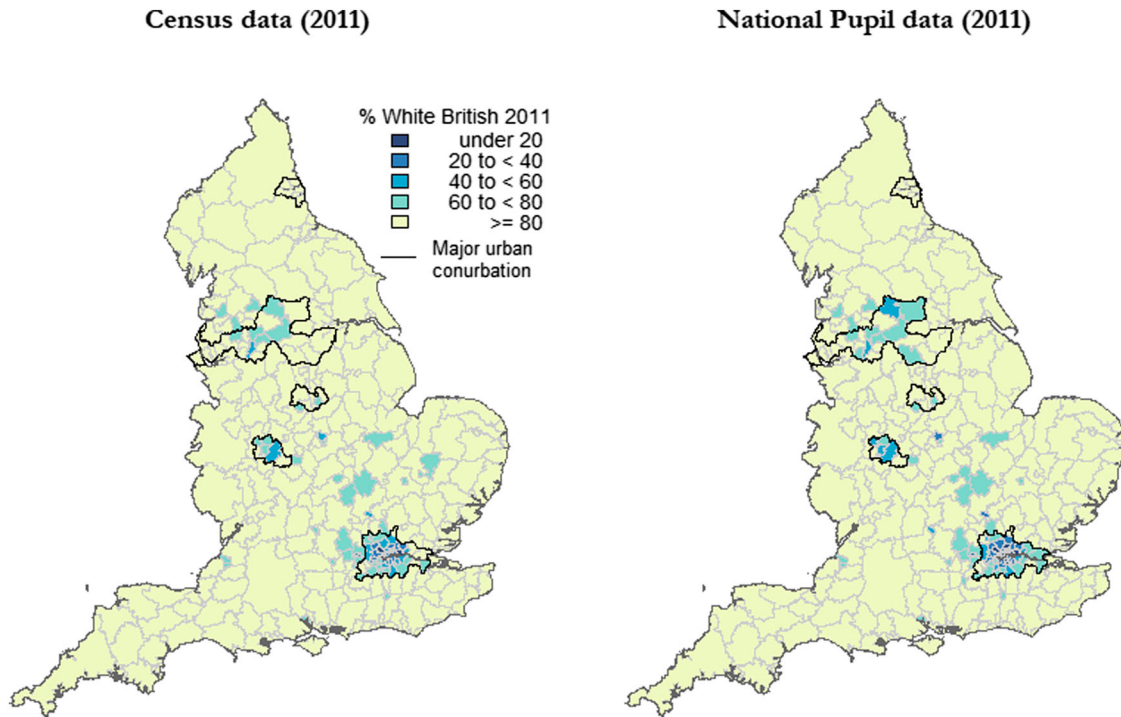 Census data (2011)
National Pupil data (2011)
% White British 2011
under 20
20 to < 40
40 to < 60
60 to < 80
>= 80
Major urban
conurbation